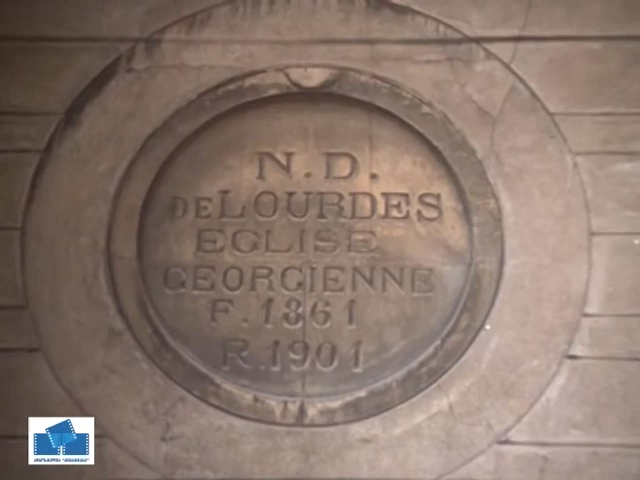 N.D.
DE LOURDES
EGLISE
GEORGIENNE
F. 1861
R. 1901